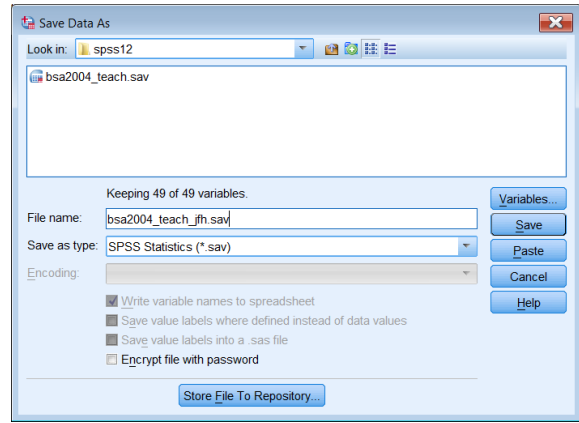 Save Data As
Look in: spss12
bsa2004_teach.sav
Keeping 49 of 49 variables.
Variables...
File name: bsa2004_teach_jfh.sav
Save
Save as type: SPSS Statistics (*.sav)
Paste
Encoding:
Cancel
Write variable names to spreadsheet
Help
Save value labels where defined instead of data values
Save value labels into a .sas file
Encrypt file with password
Store File To Repository...